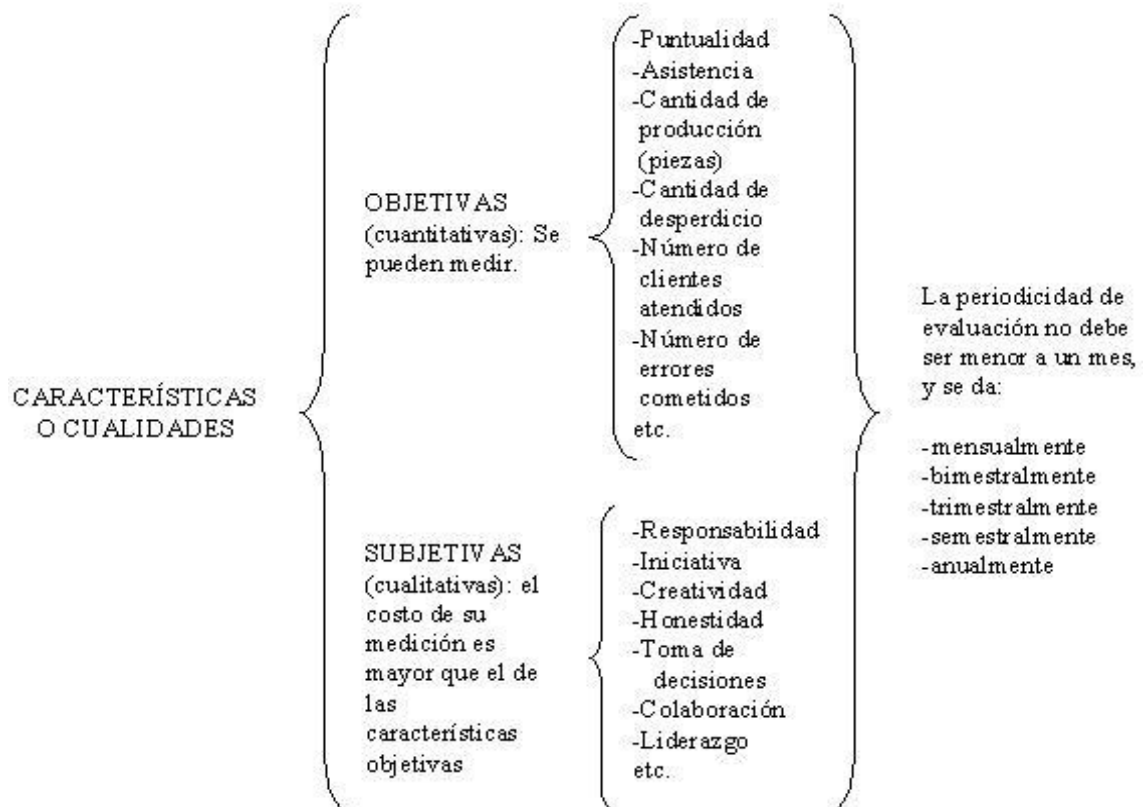 CARACTERÍSTICAS
O CUALIDADES
OBJETIVAS
(cuantitativas): Se
pueden medir.
-Puntualidad
-Asistencia
-Cantidad de
producción
(piezas)
-Cantidad de
desperdicio
-Número de
clientes
atendidos
-Número de
errores
cometidos
etc.
SUBJETIVAS
(cualitativas): el
costo de su
medición es
mayor que el de
las
características
objetivas
-Responsabilidad
-Iniciativa
-Creatividad
-Honestidad
-Toma de
decisiones
-Colaboración
-Liderazgo
etc.
La periodicidad de
evaluación no debe
ser menor a un mes,
y se da:
-mensualmente
-bimestralmente
-trimestralmente
-semestralmente
-anualmente